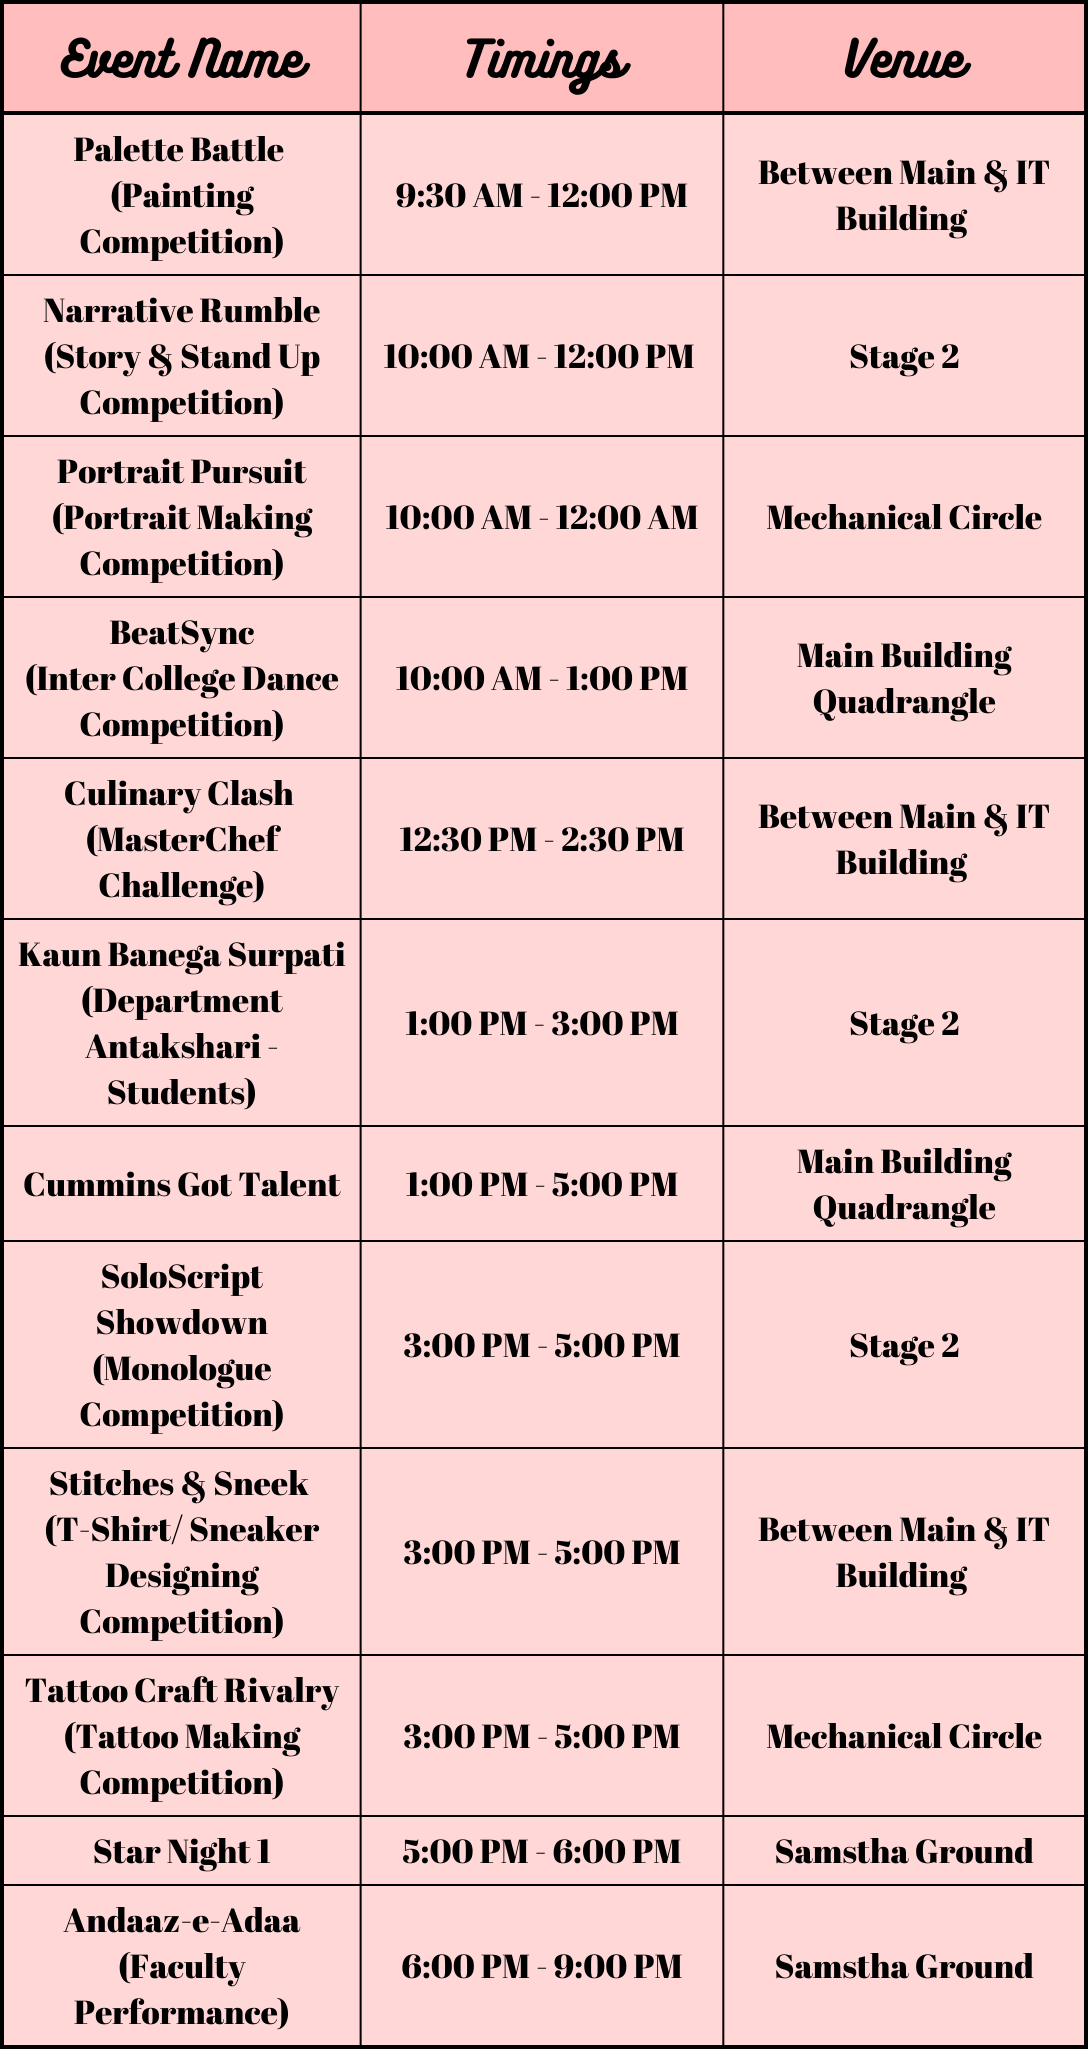 Event Name
Timings
Venue
Palette Battle
(Painting
Competition)
9:30 AM - 12:00 PM
Between Main & IT
Building
Narrative Rumble
(Story & Stand Up
Competition)
10:00 AM - 12:00 PM
Stage 2
Portrait Pursuit
(Portrait Making
Competition)
10:00 AM - 12:00 AM
Mechanical Circle
BeatSync
(Inter College Dance
Competition)
10:00 AM - 1:00 PM
Main Building
Quadrangle
Culinary Clash
(MasterChef
Challenge)
12:30 PM - 2:30 PM
Between Main & IT
Building
Kaun Banega Surpati
(Department
Antakshari -
Students)
1:00 PM - 3:00 PM
Stage 2
Cummins Got Talent
1:00 PM - 5:00 PM
Main Building
Quadrangle
SoloScript
Showdown
(Monologue
Competition)
3:00 PM - 5:00 PM
Stage 2
Stitches & Sneek
(T-Shirt/ Sneaker
Designing
Competition)
3:00 PM - 5:00 PM
Between Main & IT
Building
Tattoo Craft Rivalry
(Tattoo Making
Competition)
3:00 PM - 5:00 PM
Mechanical Circle
Star Night 1
5:00 PM - 6:00 PM
Samstha Ground
Andaaz-e-Adaa
(Faculty
Performance)
6:00 PM - 9:00 PM
Samstha Ground